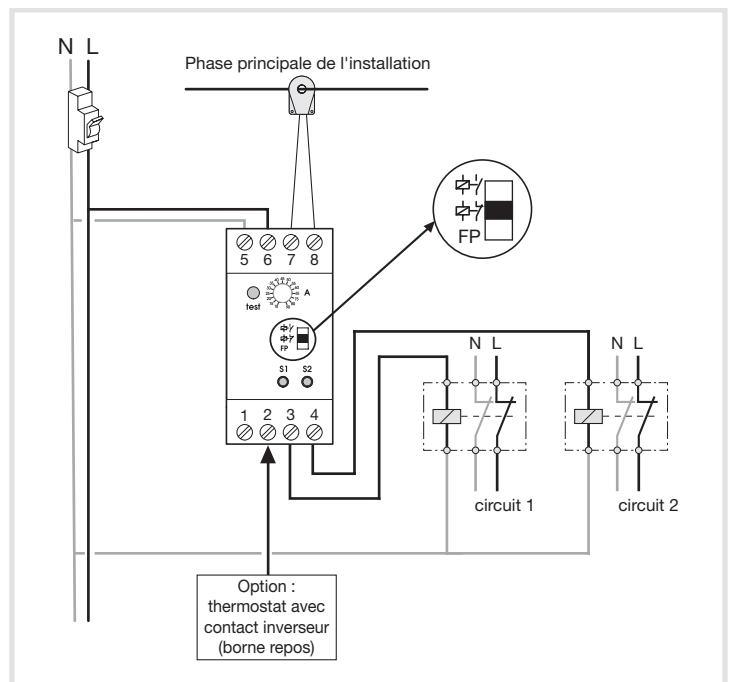 N L
Phase principale de l'installation
FP
5 6 7 8
A
test
FP
S1 S2
1 2 3 4
N L
N L
circuit 1
circuit 2
Option :
thermostat avec
contact inverseur
(borne repos)